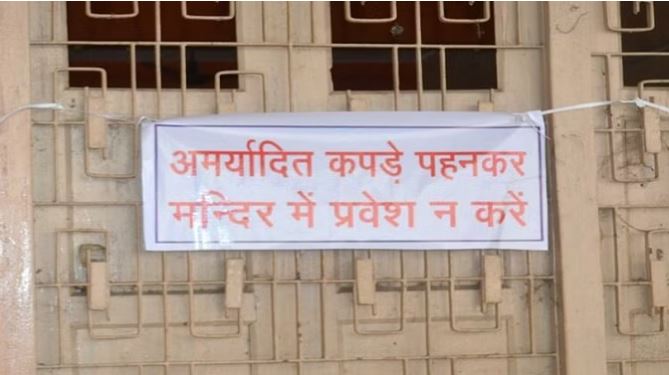 अमर्यादित कपड़े पहनकर
मन्दिर में प्रवेश न करें